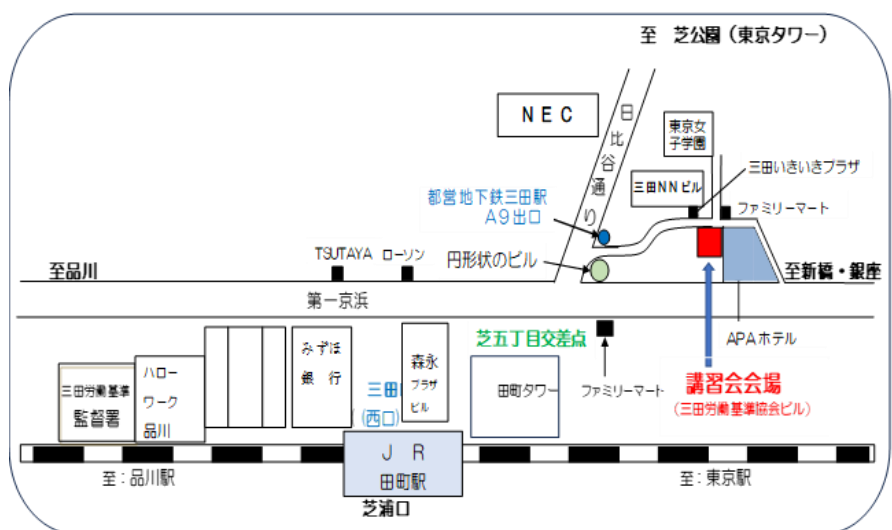 至 芝公園（東京タワー）
NEC
日比谷通り
東京女
子学園
三田いきいきプラザ
三田NNビル
ファミリーマート
都営地下鉄三田駅
A9出口
TSUTAYA ローソン
円形状のビル
至品川
至新橋・銀座
第一京浜
APAホテル
芝五丁目交差点
みずほ
銀行
森永
プラザ
ビル
三田
(西口)
田町タワー
ファミリーマート
講習会会場
（三田労働基準協会ビル）
三田労働基準
監督署
ハロー
ワーク
品川
JR
田町駅
至：品川駅
至：東京駅
芝浦口